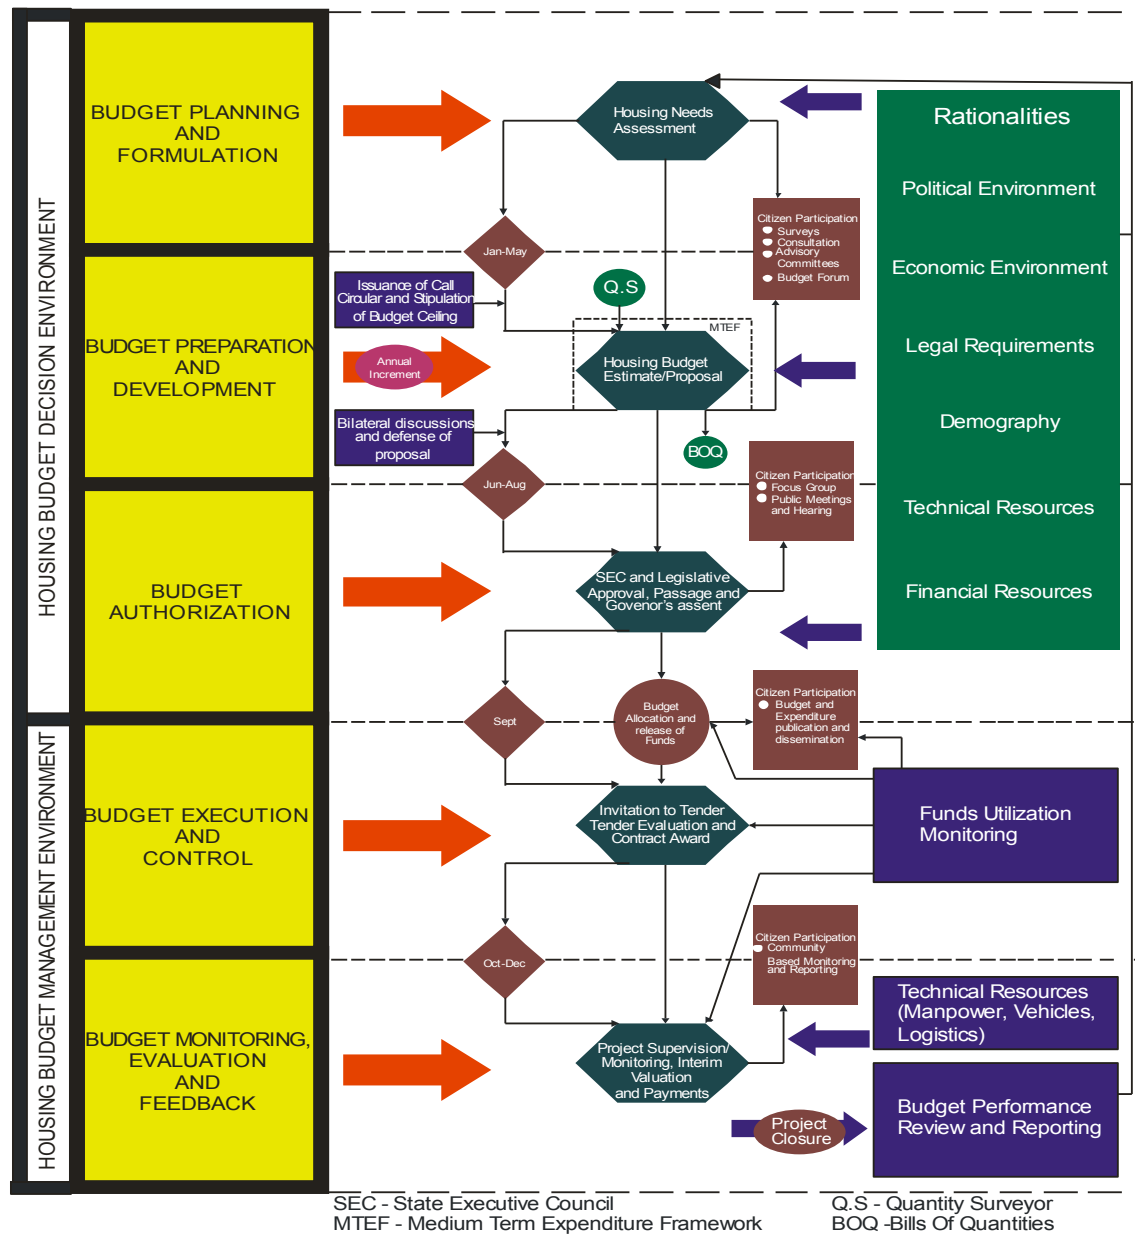 HOUSING BUDGET DECISION ENVIRONMENT
HOUSING BUDGET MANAGEMENT ENVIRONMENT
BUDGET PLANNING
AND
FORMULATION
BUDGET PREPARATION
AND
DEVELOPMENT
BUDGET
AUTHORIZATION
BUDGET EXECUTION
AND
CONTROL
BUDGET MONITORING,
EVALUATION
AND
FEEDBACK
Housing Needs
Assessment
Jan-May
Citizen Participation
Surveys
Consultation
Advisory
Committees
Budget Forum
Issuance of Call
Circular and Stipulation
of Budget Ceiling
Q.S
MTEF
Annual
Increment
Housing Budget
Estimate/Proposal
Bilateral discussions
and defense of
proposal
BOQ
Jun-Aug
Citizen Participation
Focus Group
Public Meetings
and Hearing
SEC and Legislative
Approval, Passage and
Govenor's assent
Sept
Budget
Allocation and
release of
Funds
Citizen Participation
Budget and
Expenditure
publication and
dissemination
Invitation to Tender
Tender Evaluation and
Contract Award
Oct-Dec
Citizen Participation
Community
Based Monitoring
and Reporting
Project Supervision/
Monitoring, Interim
Valuation
and Payments
Project
Closure
Rationalities
Political Environment
Economic Environment
Legal Requirements
Demography
Technical Resources
Financial Resources
Funds Utilization
Monitoring
Technical Resources
(Manpower, Vehicles,
Logistics)
Budget Performance
Review and Reporting
SEC - State Executive Council
MTEF - Medium Term Expenditure Framework
Q.S - Quantity Surveyor
BOQ -Bills Of Quantities